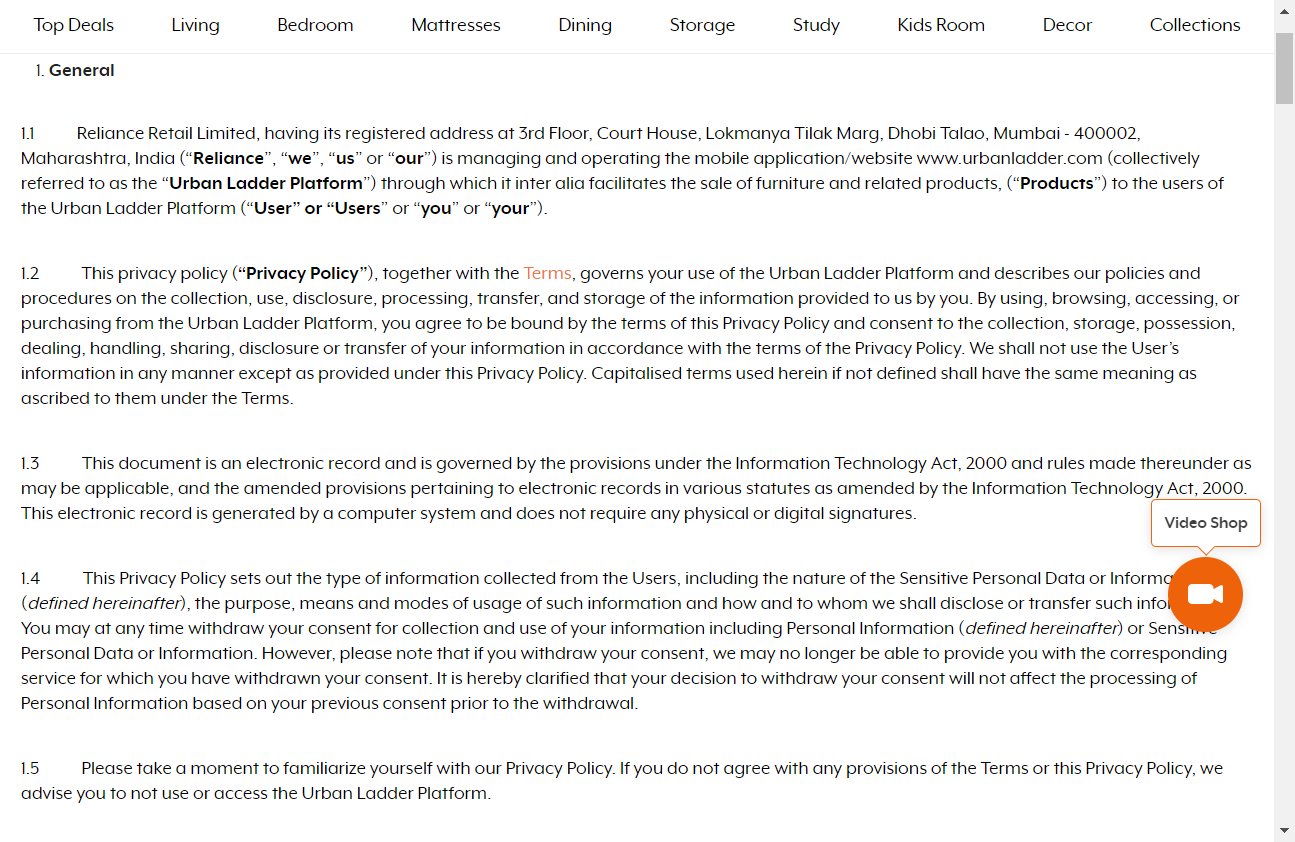 Top Deals Living Bedroom Mattresses Dining Storage Study Kids Room Decor Collections
1. General
1.1 Reliance Retail Limited, having its registered address at 3rd Floor, Court House, Lokmanya Tilak Marg, Dhobi Talao, Mumbai - 400002,
Maharashtra, India (“Reliance”, “we”, “us” or “our”) is managing and operating the mobile application/website www.urbanladder.com (collectively
referred to as the “Urban Ladder Platform”) through which it inter alia facilitates the sale of furniture and related products, (“Products”) to the users of
the Urban Ladder Platform (“User” or “Users” or “you” or “your”).
1.2 This privacy policy (“Privacy Policy”), together with the Terms, governs your use of the Urban Ladder Platform and describes our policies and
procedures on the collection, use, disclosure, processing, transfer, and storage of the information provided to us by you. By using, browsing, accessing, or
purchasing from the Urban Ladder Platform, you agree to be bound by the terms of this Privacy Policy and consent to the collection, storage, possession,
dealing, handling, sharing, disclosure or transfer of your information in accordance with the terms of the Privacy Policy. We shall not use the User’s
information in any manner except as provided under this Privacy Policy. Capitalised terms used herein if not defined shall have the same meaning as
ascribed to them under the Terms.
1.3 This document is an electronic record and is governed by the provisions under the Information Technology Act, 2000 and rules made thereunder as
may be applicable, and the amended provisions pertaining to electronic records in various statutes as amended by the Information Technology Act, 2000.
This electronic record is generated by a computer system and does not require any physical or digital signatures.
Video Shop
1.4 This Privacy Policy sets out the type of information collected from the Users, including the nature of the Sensitive Personal Data or
(defined hereinafter), the purpose, means and modes of usage of such information and how and to whom we shall disclose or transfer such
You may at any time withdraw your consent for collection and use of your information including Personal Information (defined hereinafter) or Sensitive
Personal Data or Information. However, please note that if you withdraw your consent, we may no longer be able to provide you with the corresponding
service for which you have withdrawn your consent. It is hereby clarified that your decision to withdraw your consent will not affect the processing of
Personal Information based on your previous consent prior to the withdrawal.
1.5 Please take a moment to familiarize yourself with our Privacy Policy. If you do not agree with any provisions of the Terms or this Privacy Policy, we
advise you to not use or access the Urban Ladder Platform.